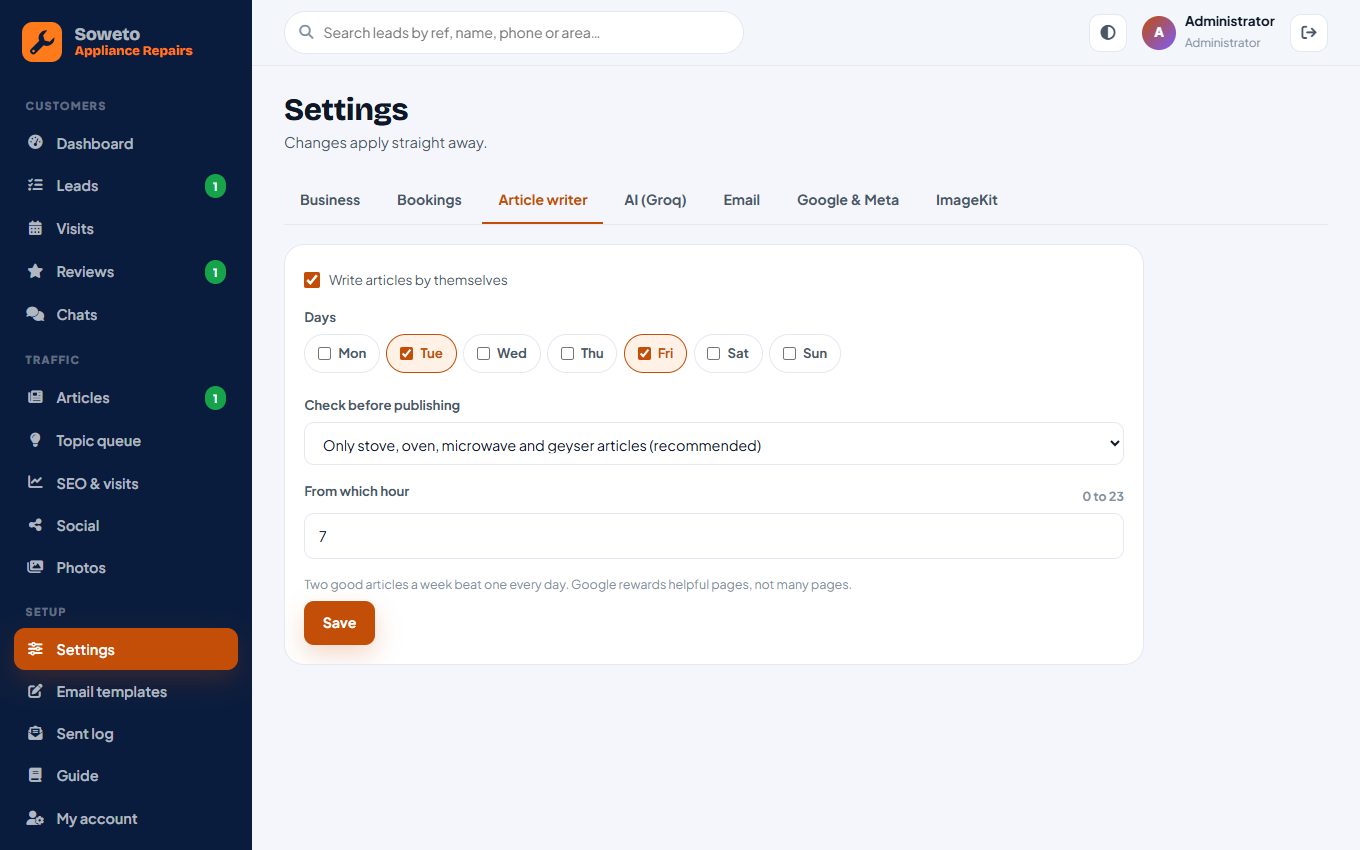 Soweto
Appliance Repairs
CUSTOMERS
Dashboard
Leads 1
Visits
Reviews 1
Chats
TRAFFIC
Articles 1
Topic queue
SEO & visits
Social
Photos
SETUP
Settings
Email templates
Sent log
Guide
My account
Search leads by ref, name, phone or area...
A
Administrator
Administrator
Settings
Changes apply straight away.
Business Bookings Article writer AI (Groq) Email Google & Meta ImageKit
Write articles by themselves
Days
Mon Tue Wed Thu Fri Sat Sun
Check before publishing
Only stove, oven, microwave and geyser articles (recommended)
From which hour 0 to 23
7
Two good articles a week beat one every day. Google rewards helpful pages, not many pages.
Save